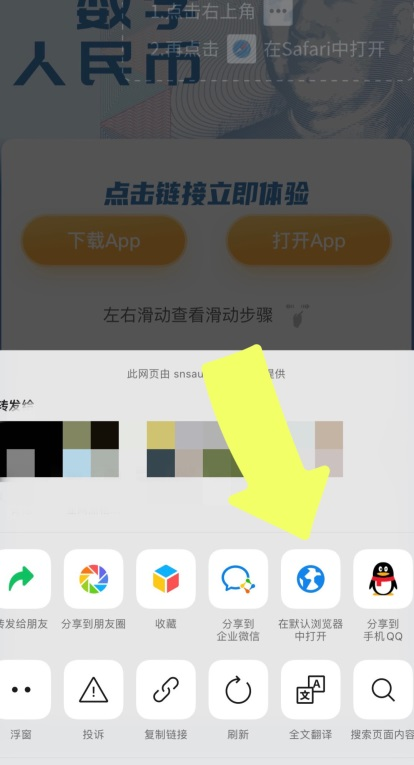 数字
1.点击右上角
2.再点击 在Safari中打开
人民币
点击链接立即体验
下载App
打开App
左右滑动查看滑动步骤
此网页由 snsau 提供
转发给
转发给朋友
分享到朋友圈
收藏
分享到
企业微信
在默认浏览器
中打开
分享到
手机QQ
浮窗
投诉
复制链接
刷新
全文翻译
搜索页面内容